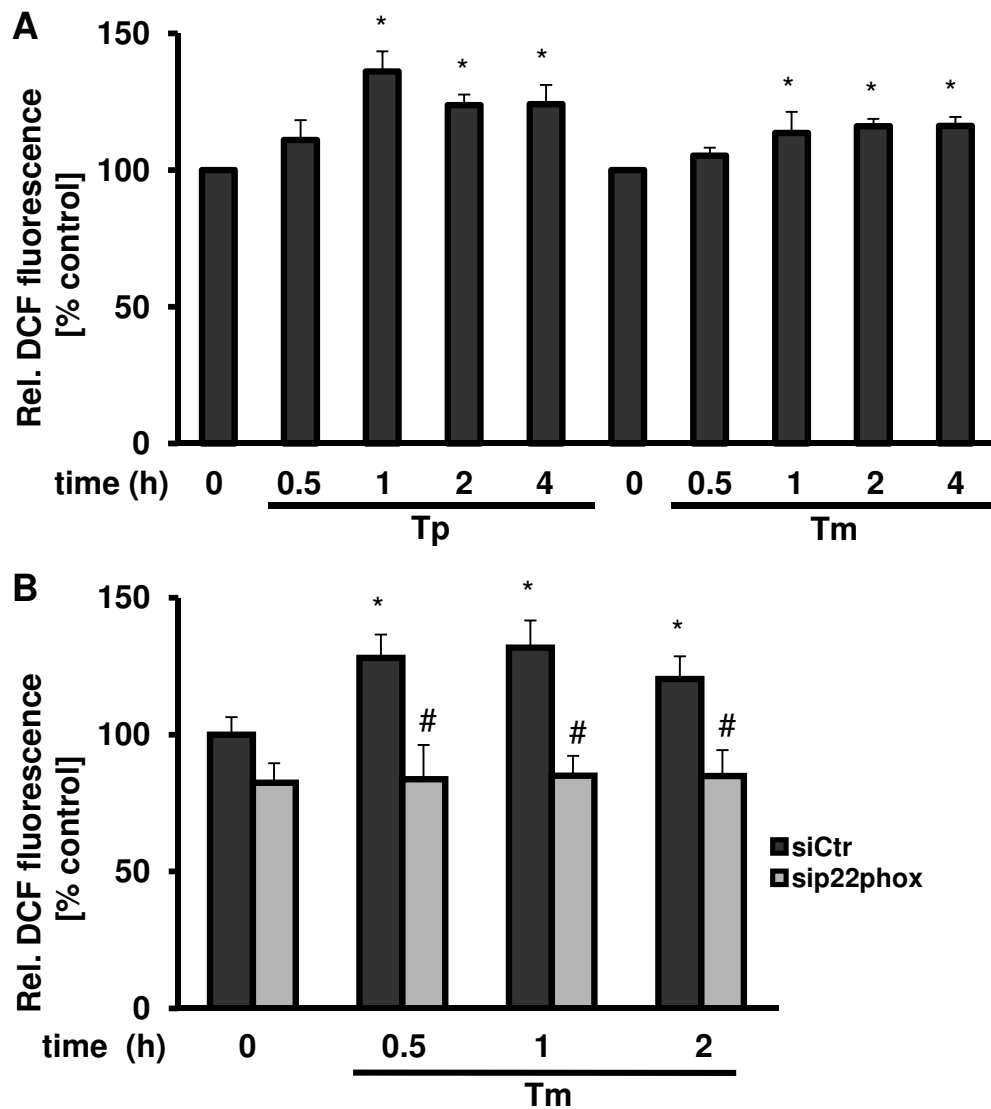 A
Rel. DCF fluorescence
[% control]
150
100
50
0
* * * * * *
time (h) 0 0.5 1 2 4 0 0.5 1 2 4
Tp Tm
B
Rel. DCF fluorescence
[% control]
150
100
50
0
* * *
# # #
siCtr
sip22phox
time (h) 0 0.5 1 2
Tm